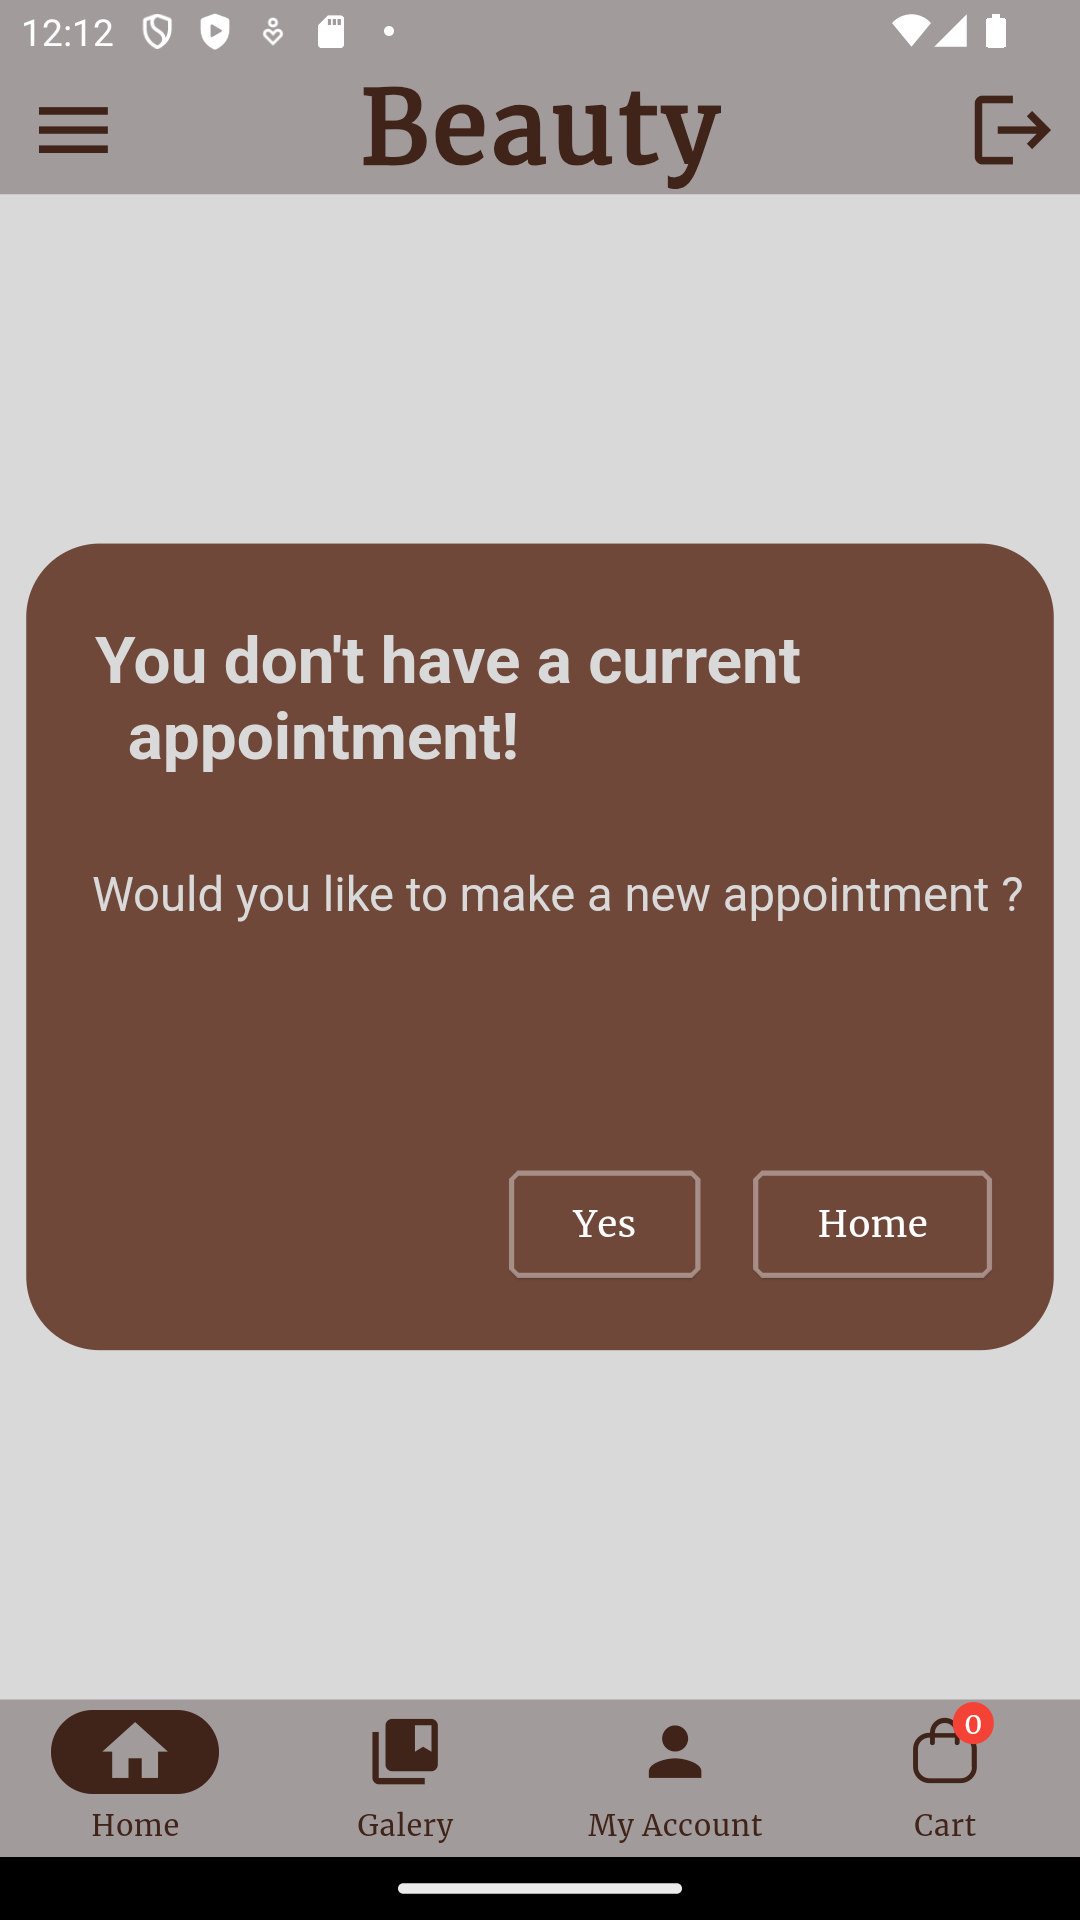 12:12
Beauty
You don't have a current
appointment!
Would you like to make a new appointment ?
Yes Home
0
Home Galery My Account Cart